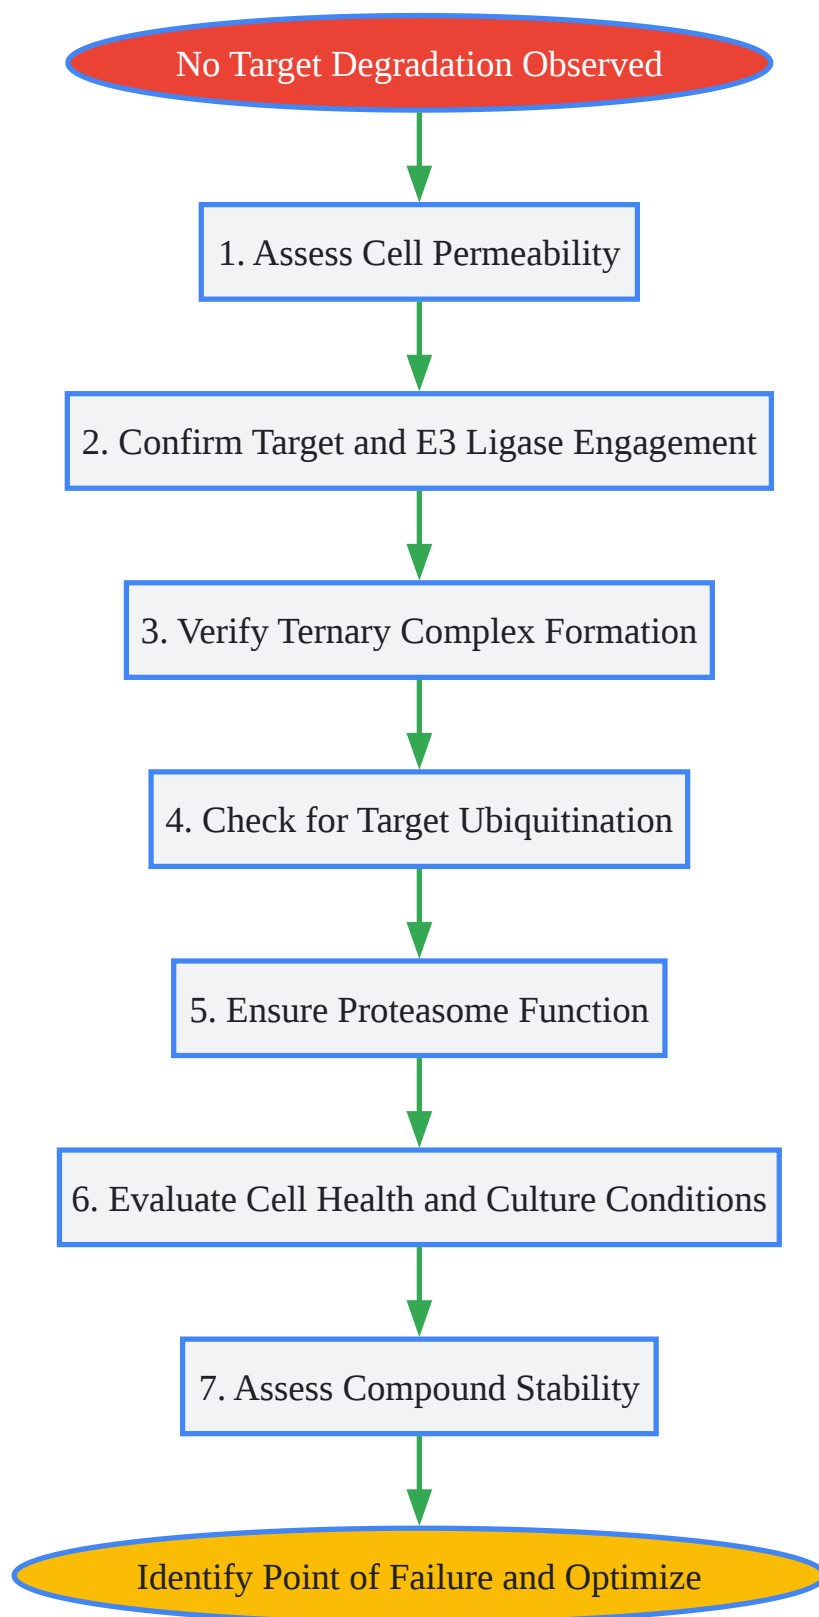 No Target Degradation Observed
1. Assess Cell Permeability
2. Confirm Target and E3 Ligase Engagement
3. Verify Ternary Complex Formation
4. Check for Target Ubiquitination
5. Ensure Proteasome Function
6. Evaluate Cell Health and Culture Conditions
7. Assess Compound Stability
Identify Point of Failure and Optimize